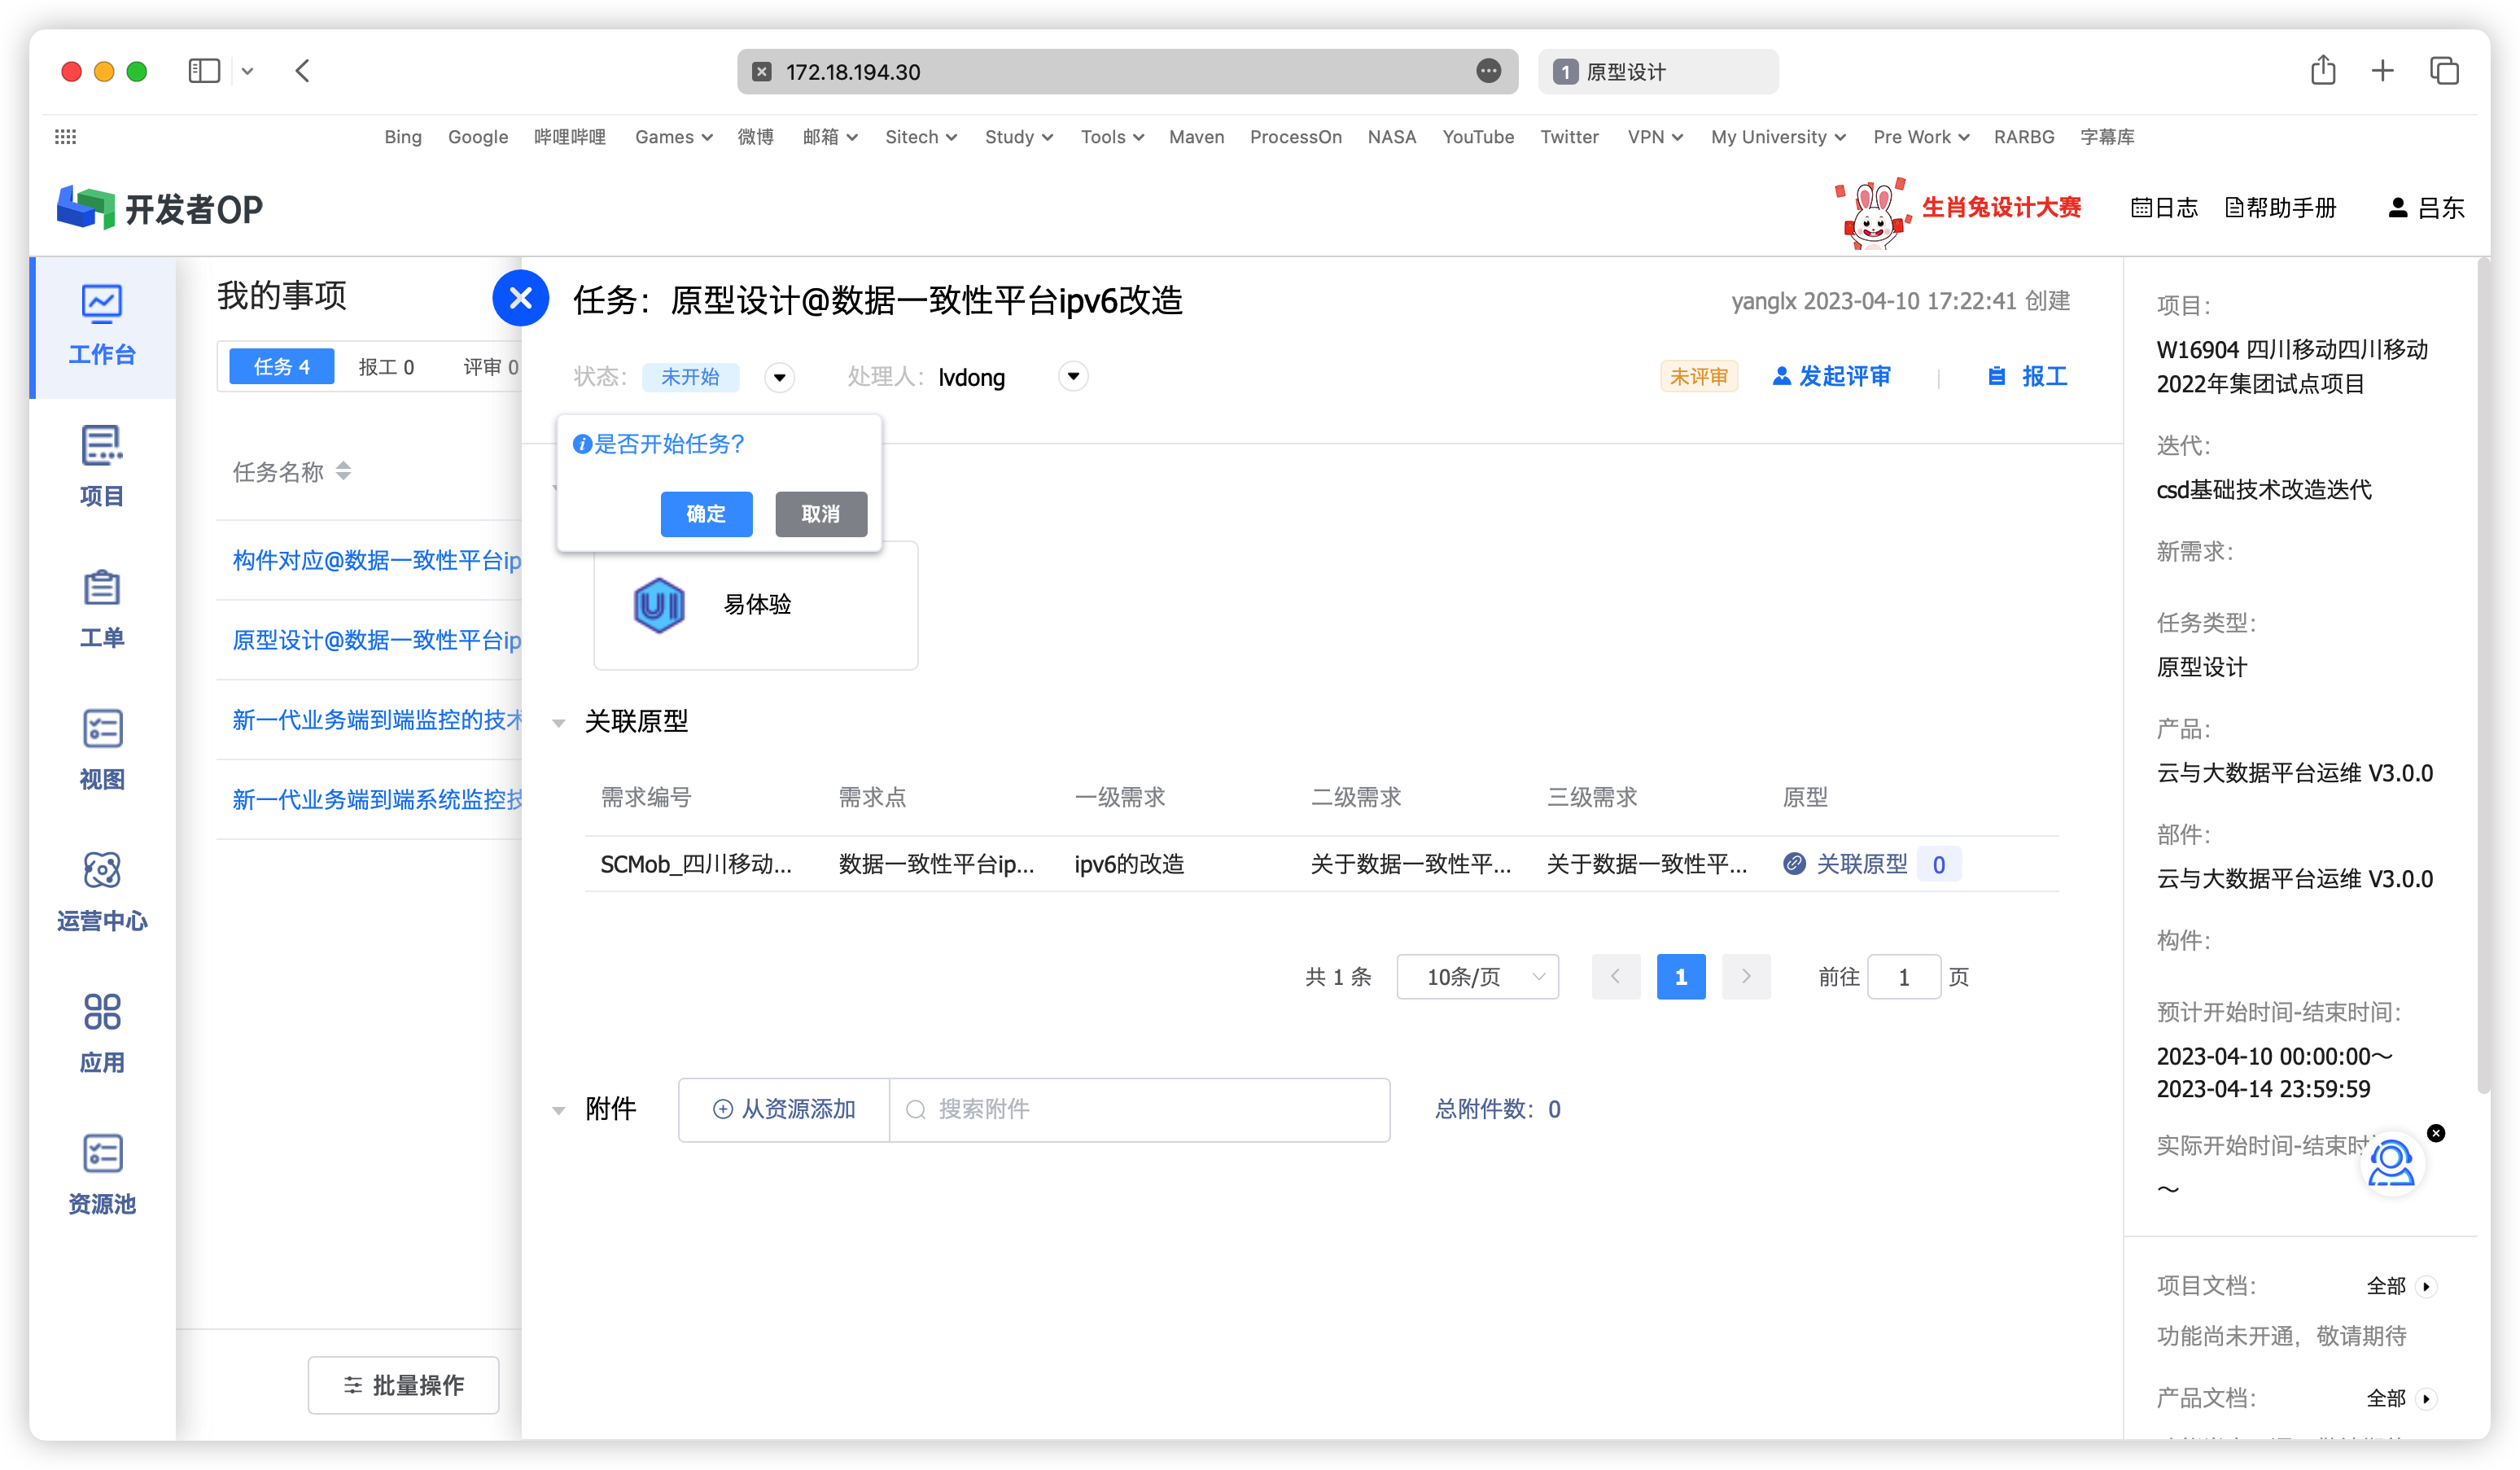 172.18.194.30
1 原型设计
Bing Google 哔哩哔哩 Games 微博 邮箱 Sitech Study Tools Maven ProcessOn NASA YouTube Twitter VPN My University Pre Work RARBG 字幕库
开发者OP
生肖兔设计大赛 日志 帮助手册 吕东
工作台
项目
工单
视图
运营中心
应用
资源池
我的事项
任务 4 报工 0 评审 0
任务名称
构件对应@数据一致性平台ip
原型设计@数据一致性平台ip
新一代业务端到端监控的技术
新一代业务端到端系统监控技
批量操作
任务：原型设计@数据一致性平台ipv6改造
yanglx 2023-04-10 17:22:41 创建
状态： 未开始 处理人： lvdong
未评审 发起评审 报工
是否开始任务?
确定 取消
UI 易体验
关联原型
需求编号 需求点 一级需求 二级需求 三级需求 原型
SCMob_四川移动... 数据一致性平台ip... ipv6的改造 关于数据一致性平... 关于数据一致性平... 关联原型 0
共 1 条 10条/页 1 前往 1 页
附件 从资源添加 搜索附件 总附件数：0
项目：
W16904 四川移动四川移动
2022年集团试点项目
迭代：
csd基础技术改造迭代
新需求：
任务类型：
原型设计
产品：
云与大数据平台运维 V3.0.0
部件：
云与大数据平台运维 V3.0.0
构件：
预计开始时间-结束时间：
2023-04-10 00:00:00～
2023-04-14 23:59:59
实际开始时间-结束时
～
项目文档： 全部
功能尚未开通，敬请期待
产品文档： 全部